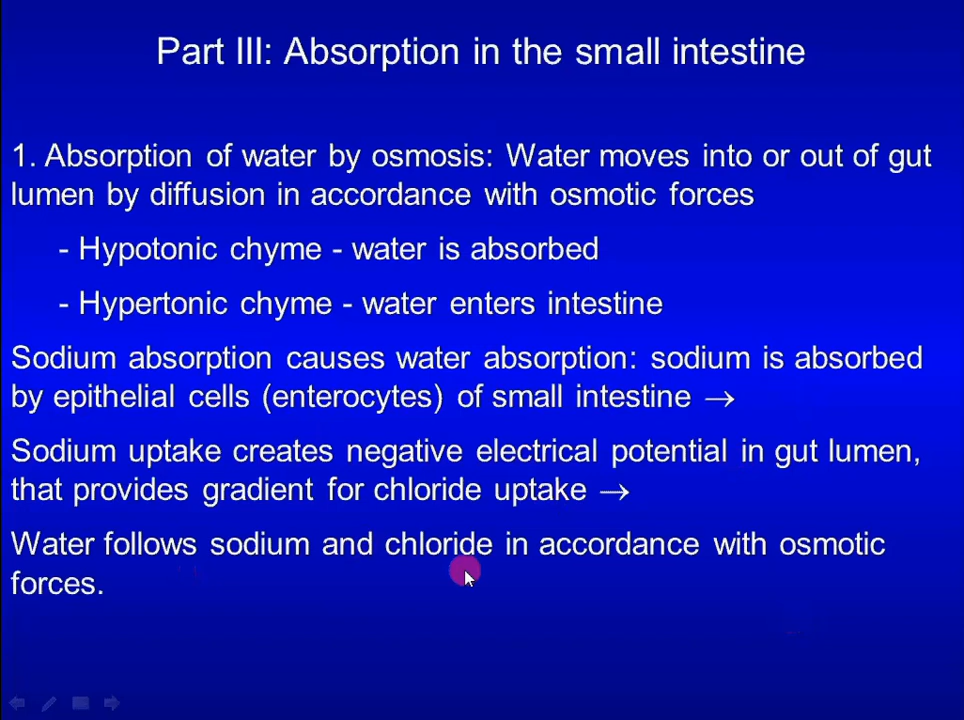 Part III: Absorption in the small intestine
1. Absorption of water by osmosis: Water moves into or out of gut
lumen by diffusion in accordance with osmotic forces
- Hypotonic chyme - water is absorbed
- Hypertonic chyme - water enters intestine
Sodium absorption causes water absorption: sodium is absorbed
by epithelial cells (enterocytes) of small intestine →
Sodium uptake creates negative electrical potential in gut lumen,
that provides gradient for chloride uptake →
Water follows sodium and chloride in accordance with osmotic
forces.